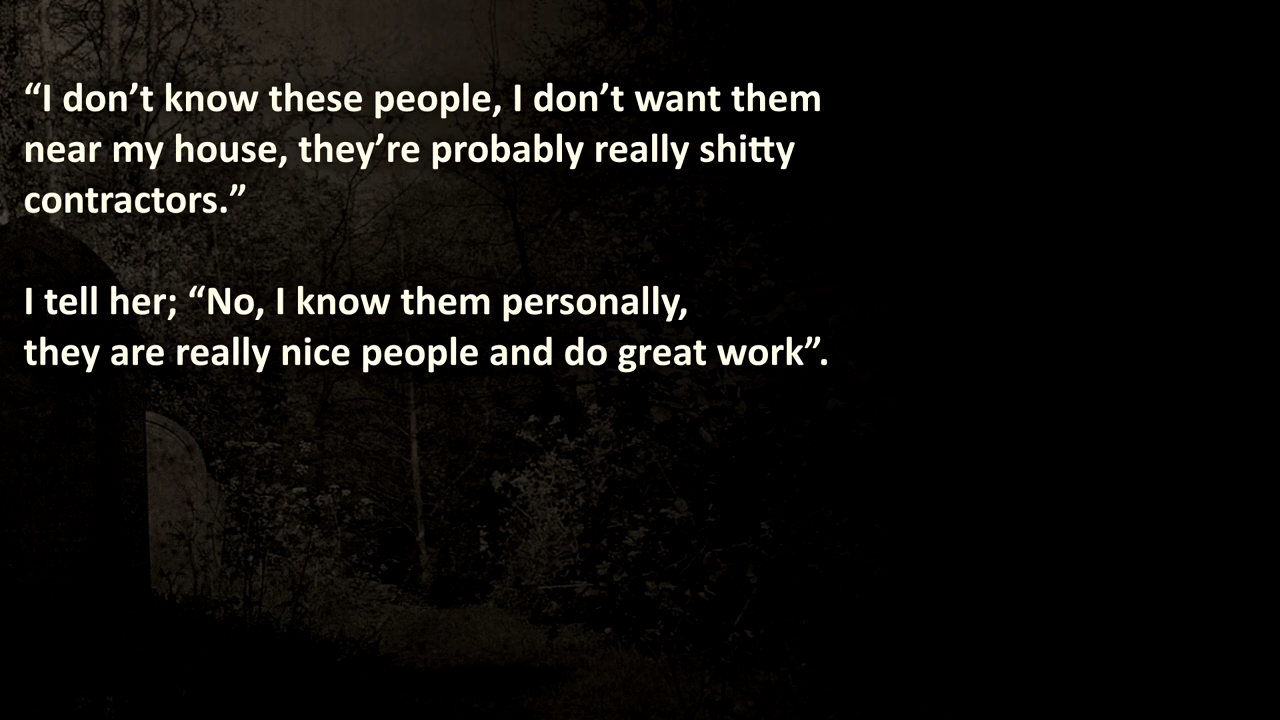 “I don’t know these people, I don’t want them
near my house, they’re probably really shitty
contractors.”
I tell her; “No, I know them personally,
they are really nice people and do great work”.